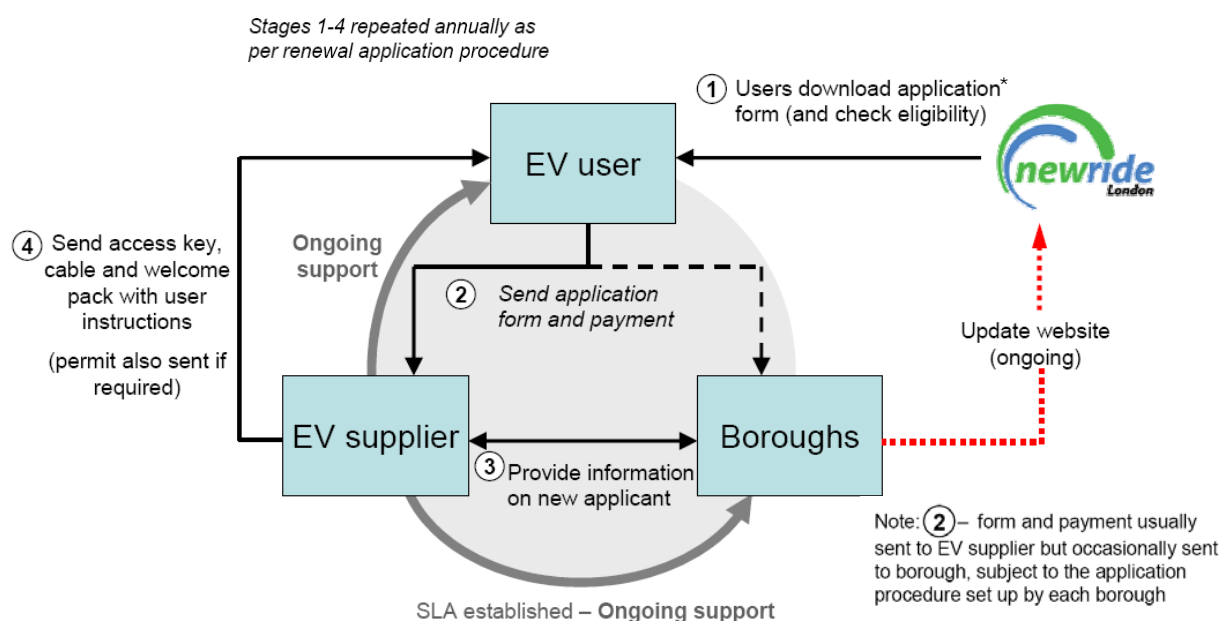 Stages 1-4 repeated annually as
per renewal application procedure
1 Users download application*
form (and check eligibility)
newride
London
EV user
Ongoing
support
4 Send access key,
cable and welcome
pack with user
instructions
(permit also sent if
required)
2 Send application
form and payment
Update website
(ongoing)
EV supplier
Boroughs
3 Provide information
on new applicant
Note: 2 – form and payment usually
sent to EV supplier but occasionally sent
to borough, subject to the application
procedure set up by each borough
SLA established – Ongoing support